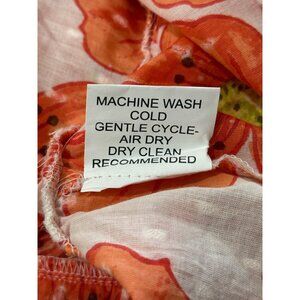 MACHINE WASH
COLD
GENTLE CYCLE-
AIR DRY
DRY CLEAN
RECOMMENDED